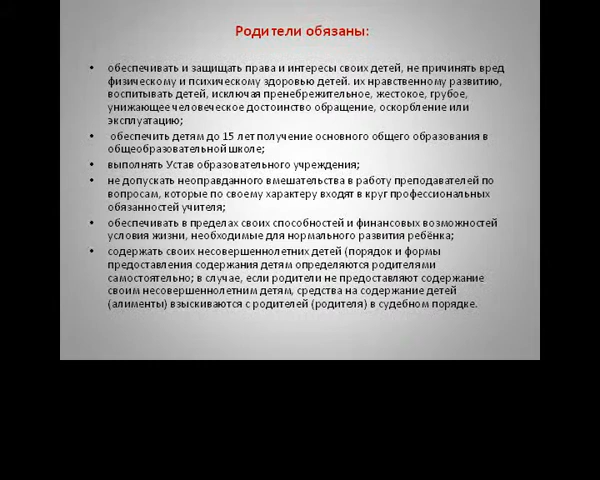 Родители обязаны:
• обеспечивать и защищать права и интересы своих детей, не причинять вред
физическому и психическому здоровью детей. их нравственному развитию,
воспитывать детей, исключая пренебрежительное, жестокое, грубое,
унижающее человеческое достоинство обращение, оскорбление или
эксплуатацию;
• обеспечить детям до 15 лет получение основного общего образования в
общеобразовательной школе;
• выполнять Устав образовательного учреждения;
• не допускать неоправданного вмешательства в работу преподавателей по
вопросам, которые по своему характеру входят в круг профессиональных
обязанностей учителя;
• обеспечивать в пределах своих способностей и финансовых возможностей
условия жизни, необходимые для нормального развития ребёнка;
• содержать своих несовершеннолетних детей (порядок и формы
предоставления содержания детям определяются родителями
самостоятельно; в случае, если родители не предоставляют содержание
своим несовершеннолетним детям, средства на содержание детей
(алименты) взыскиваются с родителей (родителя) в судебном порядке.